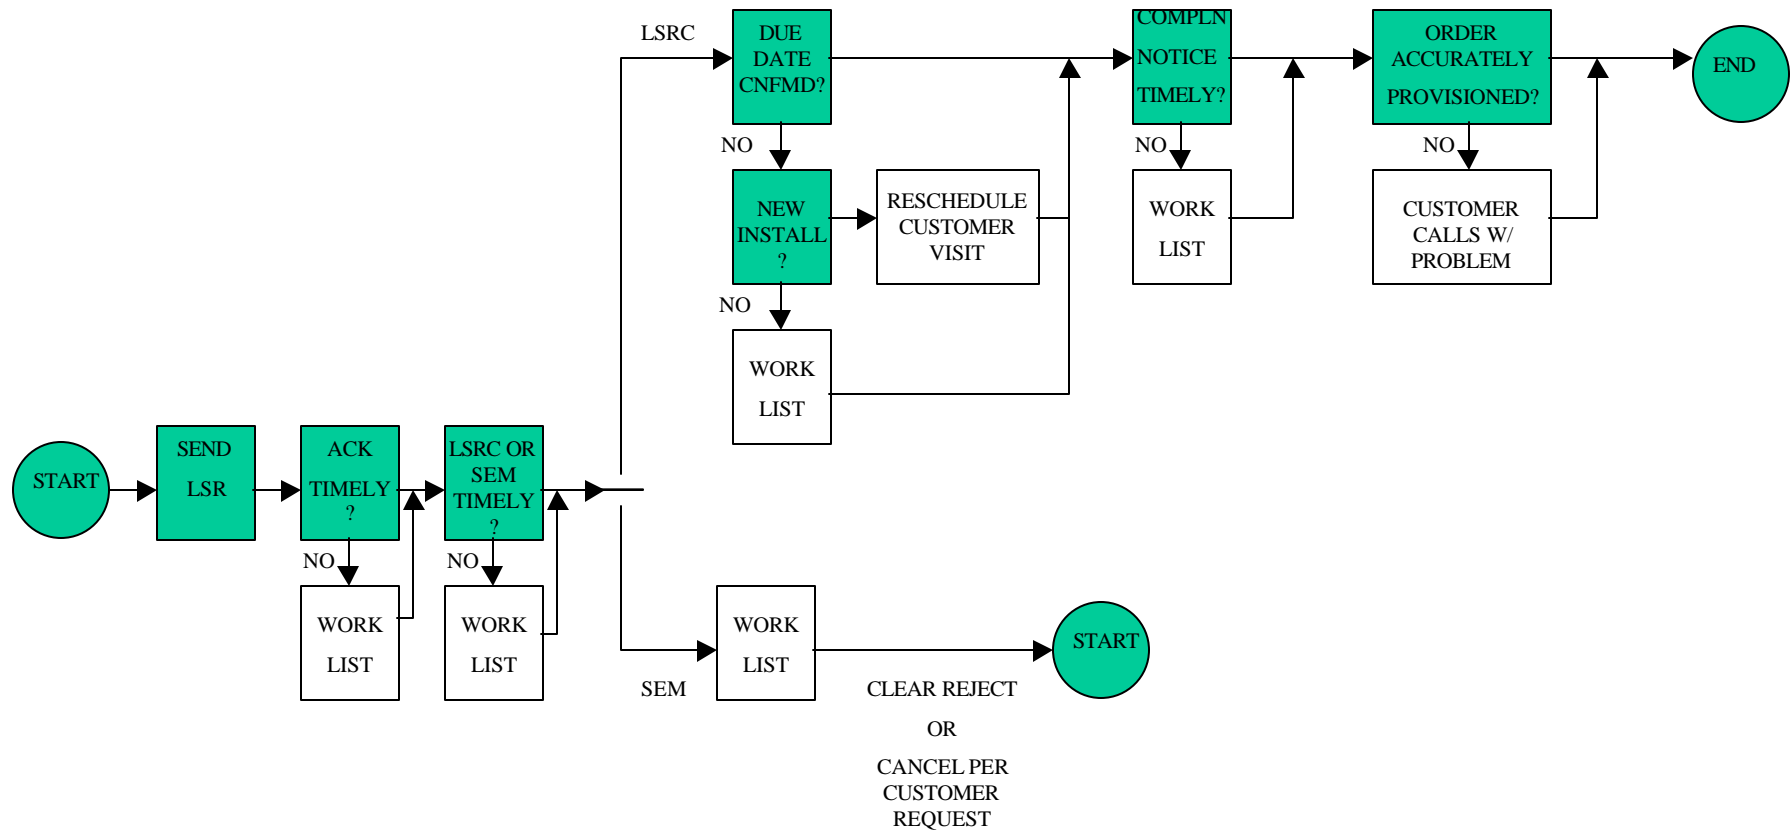 LSRC
DUE
DATE
CNFMD?
COMPLN
NOTICE
TIMELY?
ORDER
ACCURATELY
PROVISIONED?
END
NO
NO
NO
NEW
INSTALL
?
RESCHEDULE
CUSTOMER
VISIT
WORK
LIST
CUSTOMER
CALLS W/
PROBLEM
NO
WORK
LIST
START
SEND
LSR
ACK
TIMELY
?
LSRC OR
SEM
TIMELY
?
NO
NO
WORK
LIST
WORK
LIST
WORK
LIST
START
SEM
CLEAR REJECT
OR
CANCEL PER
CUSTOMER
REQUEST